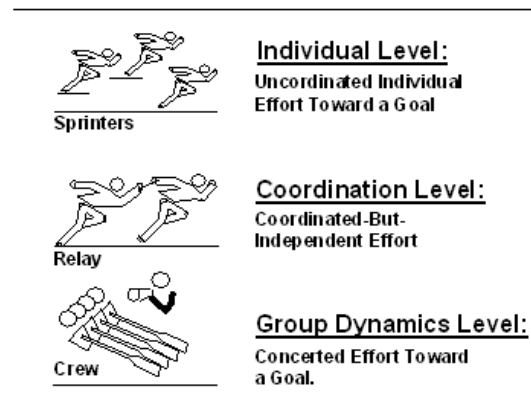 Individual Level:
Uncordinated Individual
Effort Toward a Goal
Sprinters
Coordination Level:
Coordinated-But-
Independent Effort
Relay
Group Dynamics Level:
Concerted Effort Toward
a Goal.
Crew